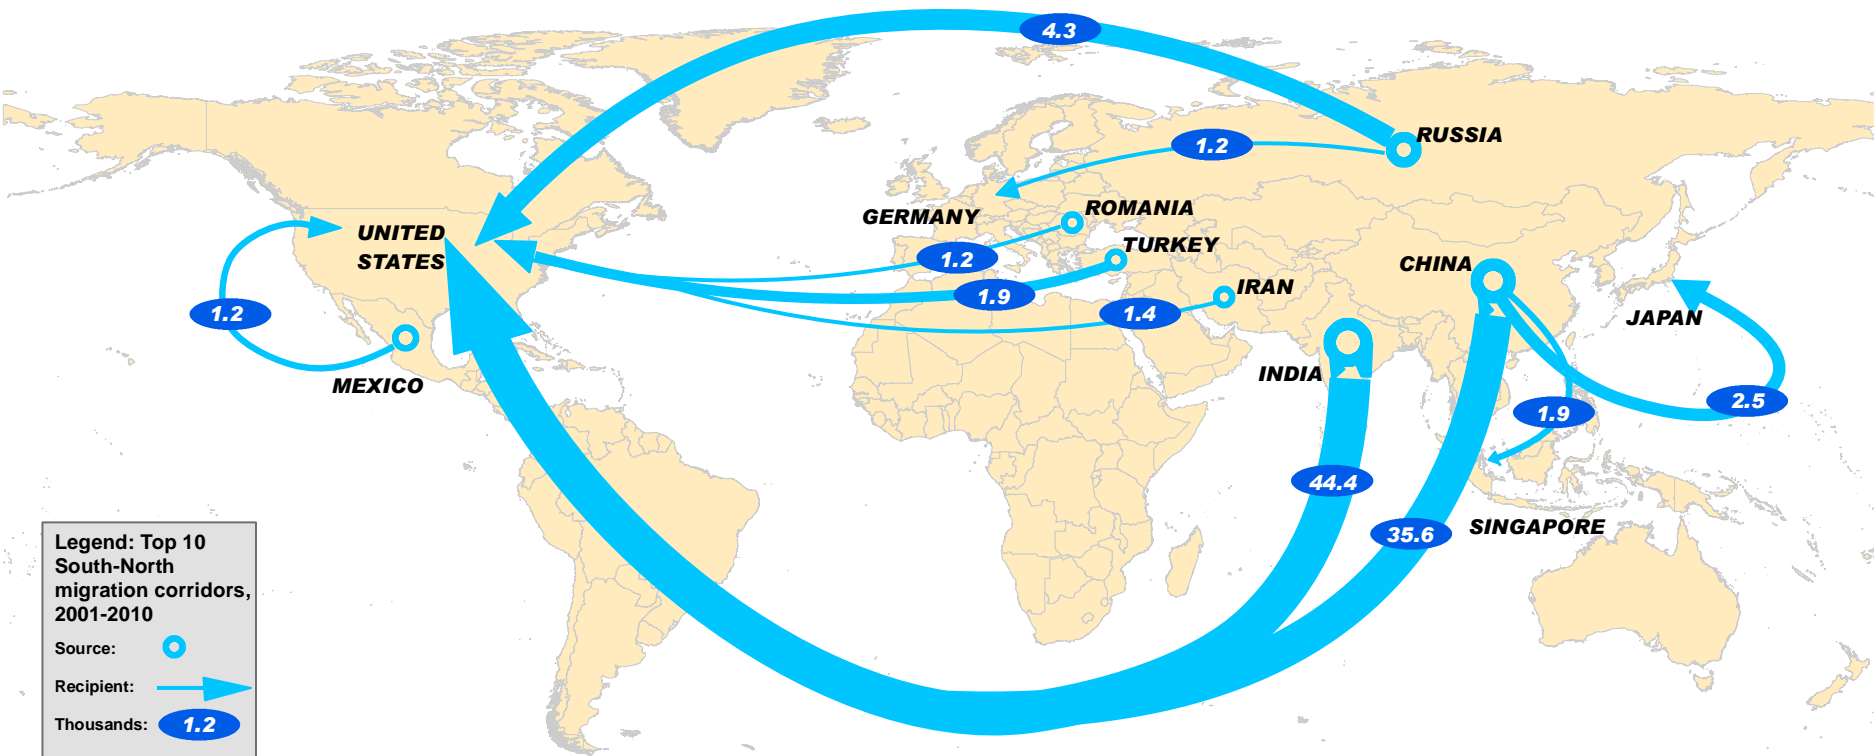 4.3
RUSSIA
1.2
ROMANIA
GERMANY
UNITED
STATES
TURKEY
1.2
CHINA
IRAN
1.9
1.4
1.2
JAPAN
MEXICO
INDIA
2.5
1.9
44.4
SINGAPORE
35.6
Legend: Top 10
South-North
migration corridors,
2001-2010
Source:
Recipient:
Thousands: 1.2